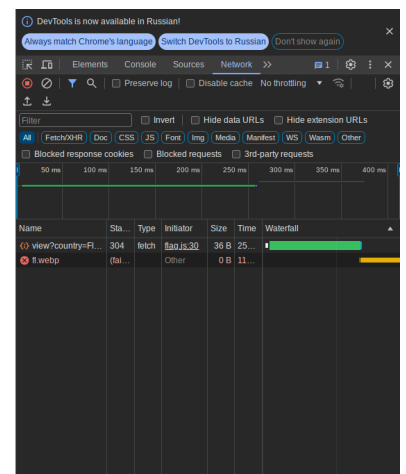 DevTools is now available in Russian!
Always match Chrome's language Switch DevTools to Russian Don't show again
Elements Console Sources Network 1
Preserve log Disable cache No throttling
Filter Invert Hide data URLs Hide extension URLs
All Fetch/XHR Doc CSS JS Font Img Media Manifest WS Wasm Other
Blocked response cookies Blocked requests 3rd-party requests
50 ms 100 ms 150 ms 200 ms 250 ms 300 ms 350 ms 400 ms
Name Sta... Type Initiator Size Time Waterfall
view?country=Fl... 304 fetch flag.js:30 36 B 25...
fl.webp (fai... Other 0 B 11...